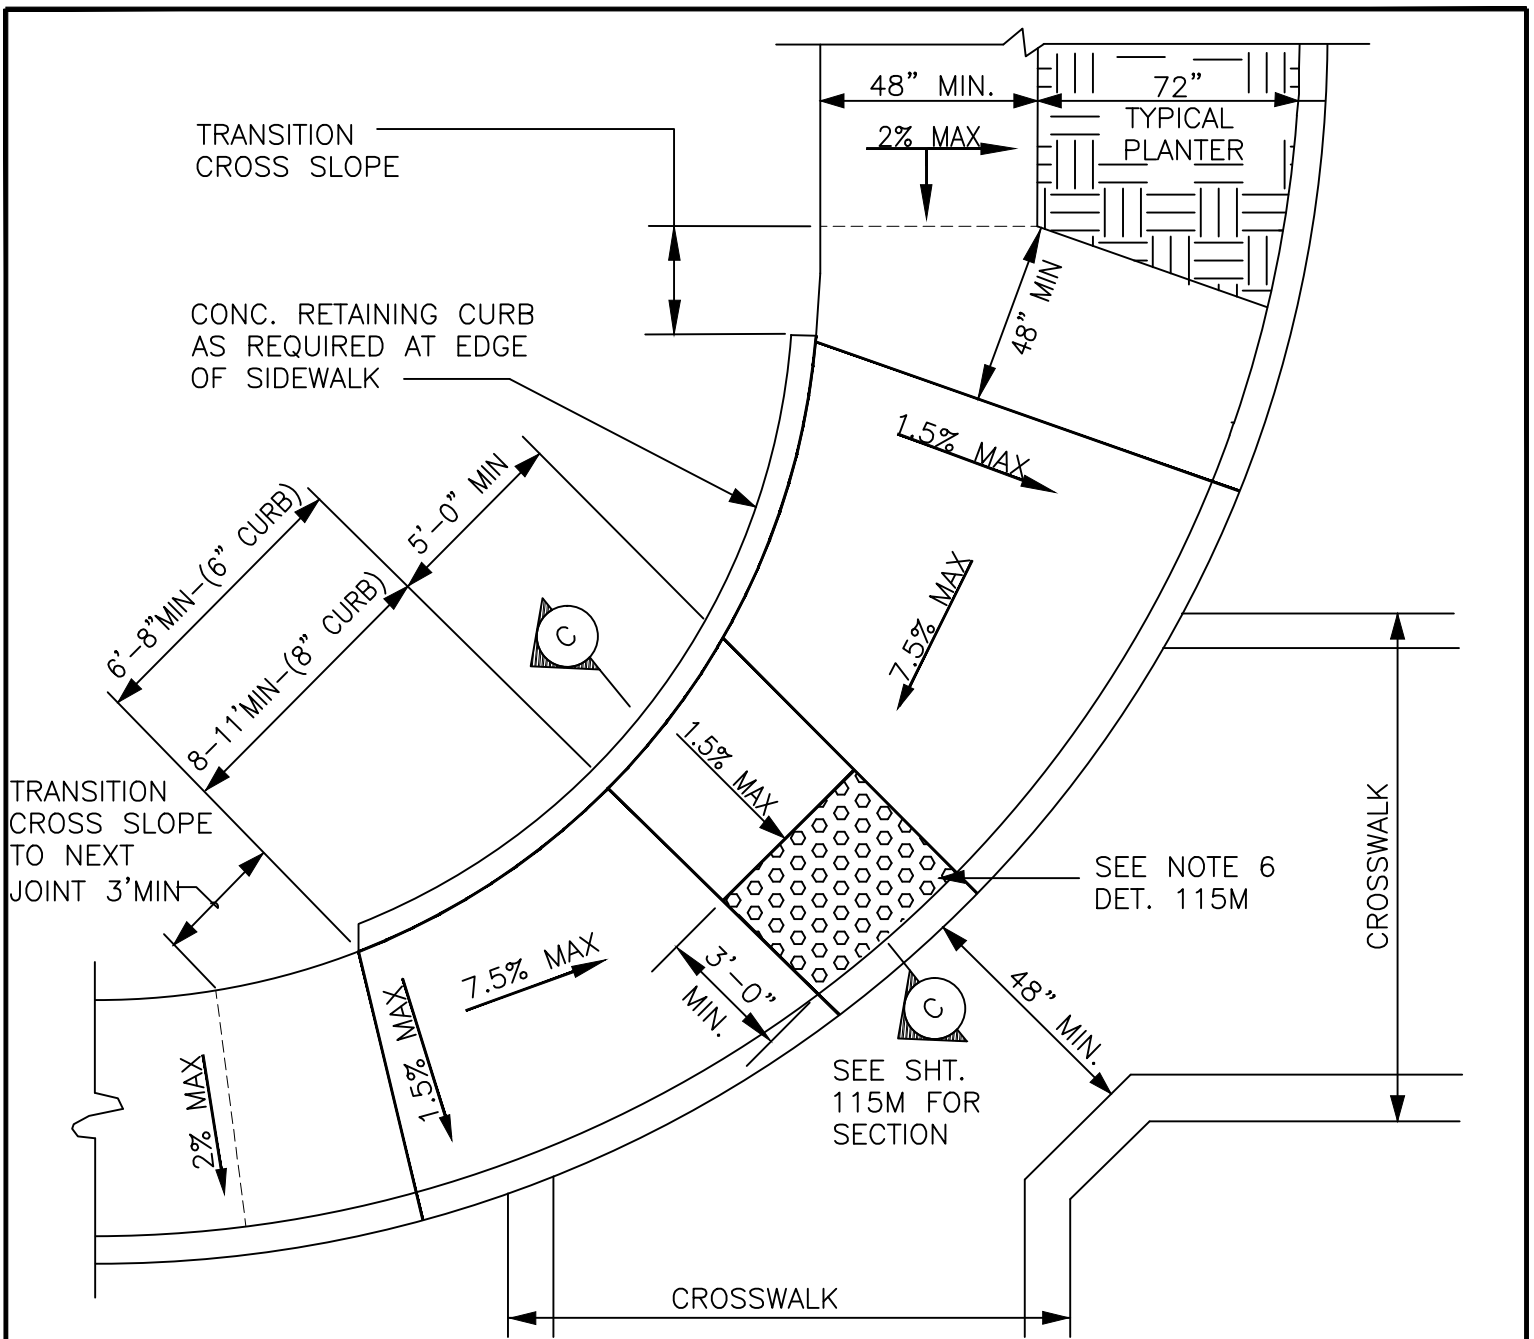 48” MIN.
72”
TYPICAL
PLANTER
2% MAX
TRANSITION
CROSS SLOPE
48” MIN
CONC. RETAINING CURB
AS REQUIRED AT EDGE
OF SIDEWALK
1.5% MAX
5’-0” MIN
6’-8”MIN-(6” CURB)
8-11’MIN-(8” CURB)
C
7.5% MAX
1.5% MAX
TRANSITION
CROSS SLOPE
TO NEXT
JOINT 3’MIN
CROSSWALK
SEE NOTE 6
DET. 115M
7.5% MAX
3’-0”
MIN.
48” MIN.
C
1.5% MAX
2% MAX
SEE SHT.
115M FOR
SECTION
CROSSWALK